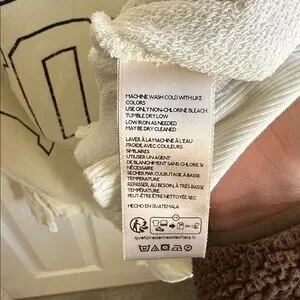 MACHINE WASH COLD WITH LIKE
COLORS
USE ONLY NON-CHLORINE BLEACH
TUMBLE DRY LOW
LOW IRON AS NEEDED
MAY BE DRY CLEANED
LAVER À LA MACHINE À L'EAU
FROIDE AVEC COULEURS
SIMILAIRES
UTILISER UN AGENT
DE BLANCHIMENT SANS CHLORE SI
NÉCESSAIRE.
SÉCHER PAR CULBUTAGE À BASSE
TEMPÉRATURE
REPASSER, AU BESOIN, À TRÈS BASSE
TEMPÉRATURE
PEUT-ÊTRE ÊTRE NETTOYÉ SEC
HECHO EN GUATEMALA
quefairedemesdechets.fr